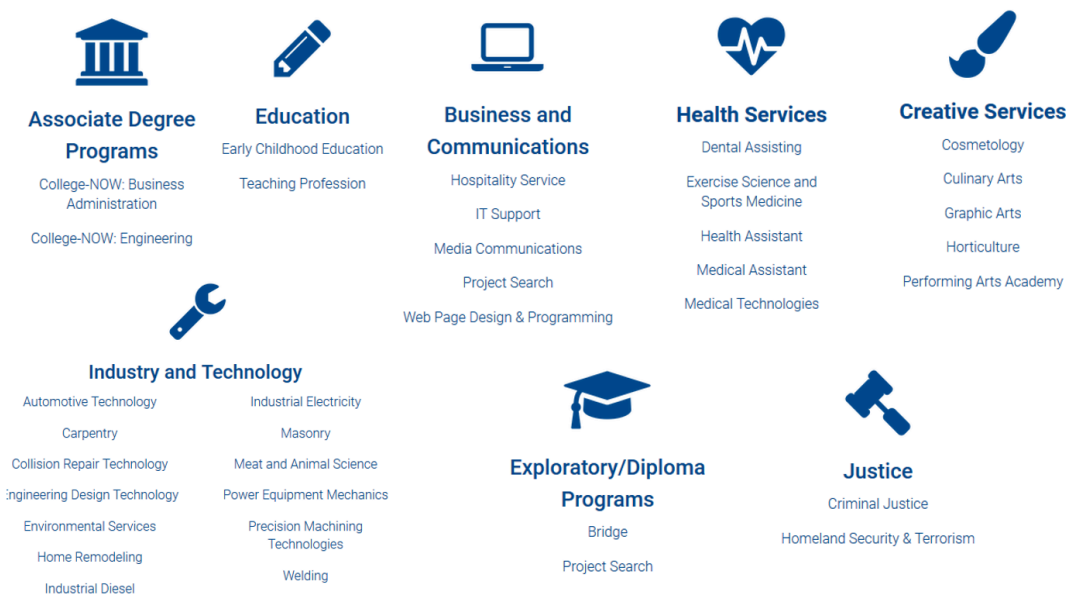 Associate Degree
Programs
College-NOW: Business
Administration
College-NOW: Engineering
Education
Early Childhood Education
Teaching Profession
Business and
Communications
Hospitality Service
IT Support
Media Communications
Project Search
Web Page Design & Programming
Health Services
Dental Assisting
Exercise Science and
Sports Medicine
Health Assistant
Medical Assistant
Medical Technologies
Creative Services
Cosmetology
Culinary Arts
Graphic Arts
Horticulture
Performing Arts Academy
Industry and Technology
Automotive Technology
Carpentry
Collision Repair Technology
Engineering Design Technology
Environmental Services
Home Remodeling
Industrial Diesel
Industrial Electricity
Masonry
Meat and Animal Science
Power Equipment Mechanics
Precision Machining
Technologies
Welding
Exploratory/Diploma
Programs
Bridge
Project Search
Justice
Criminal Justice
Homeland Security & Terrorism